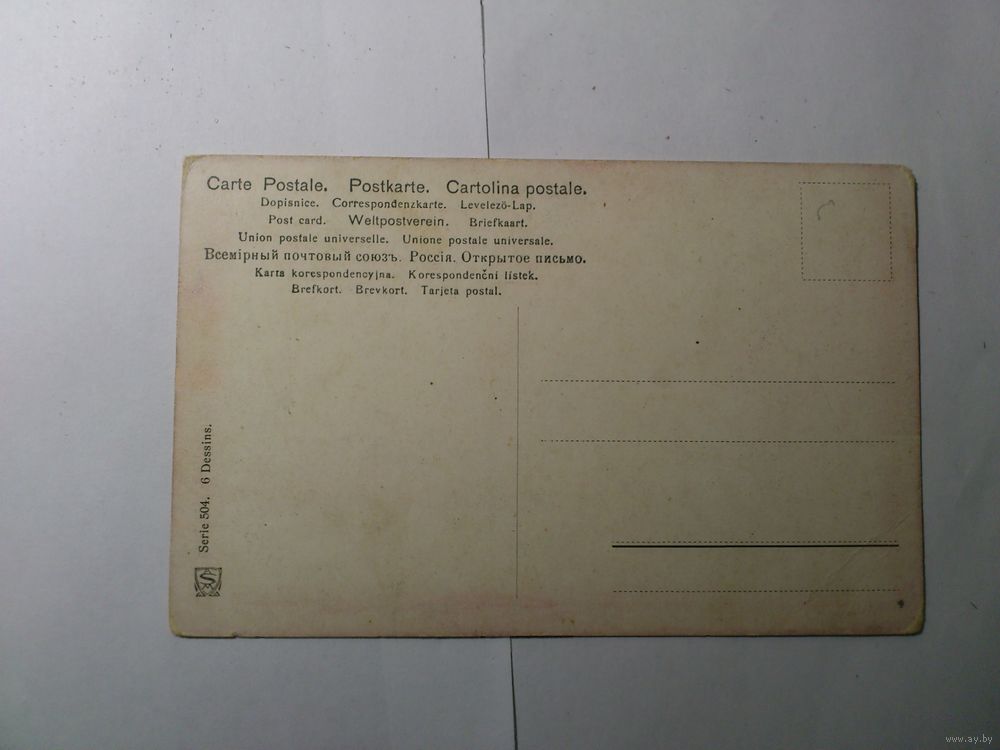 Carte Postale. Postkarte. Cartolina postale.
Dopisnice. Correspondenzkarte. Levelező-Lap.
Post card. Weltpostverein. Briefkaart.
Union postale universelle. Unione postale universale.
Всемірный почтовый союзъ. Россія. Открытое письмо.
Karta korespondencyjna. Korespondenční lístek.
Brefkort. Brevkort. Tarjeta postal.
Serie 504. 6 Dessins.
www.ay.by